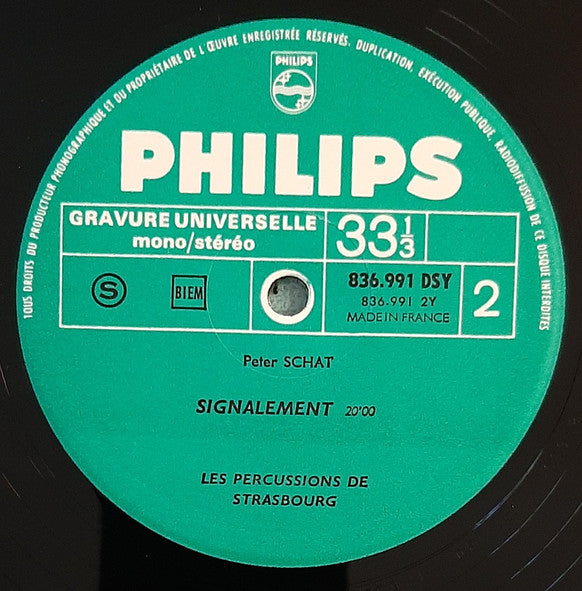 TOUS DROITS DU PRODUCTEUR PHONOGRAPHIQUE ET DU PROPRIÉTAIRE DE L'ŒUVRE ENREGISTRÉE RÉSERVÉS. DUPLICATION, EXÉCUTION PUBLIQUE, RADIODIFFUSION DE CE DISQUE INTERDITES
PHILIPS
PHILIPS
GRAVURE UNIVERSELLE
mono/stéréo
33 1/3
S
BIEM
836.991 DSY
836.991 2Y
MADE IN FRANCE
2
Peter SCHAT
SIGNALEMENT 20'00
LES PERCUSSIONS DE
STRASBOURG